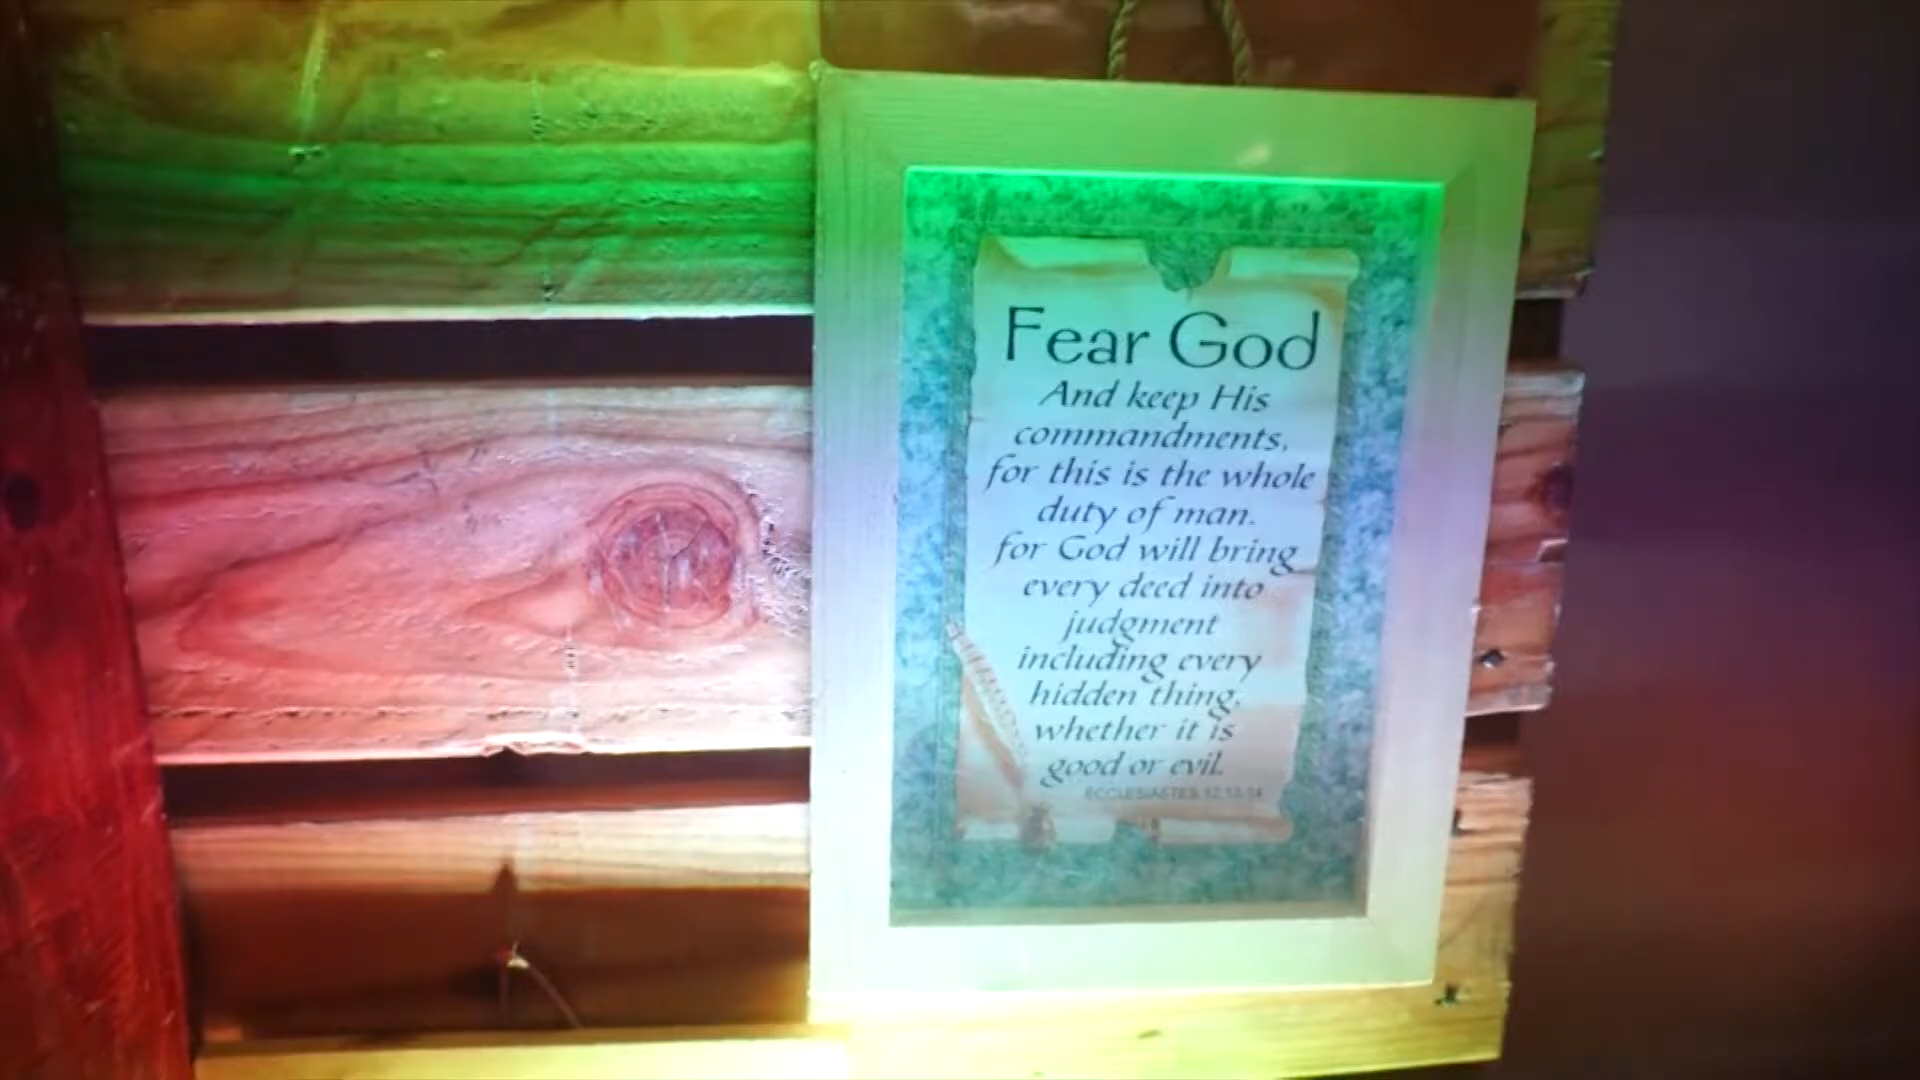 Fear God
And keep His
commandments,
for this is the whole
duty of man.
for God will bring
every deed into
judgment
including every
hidden thing,
whether it is
good or evil.
ECCLESIASTES 12,13-14